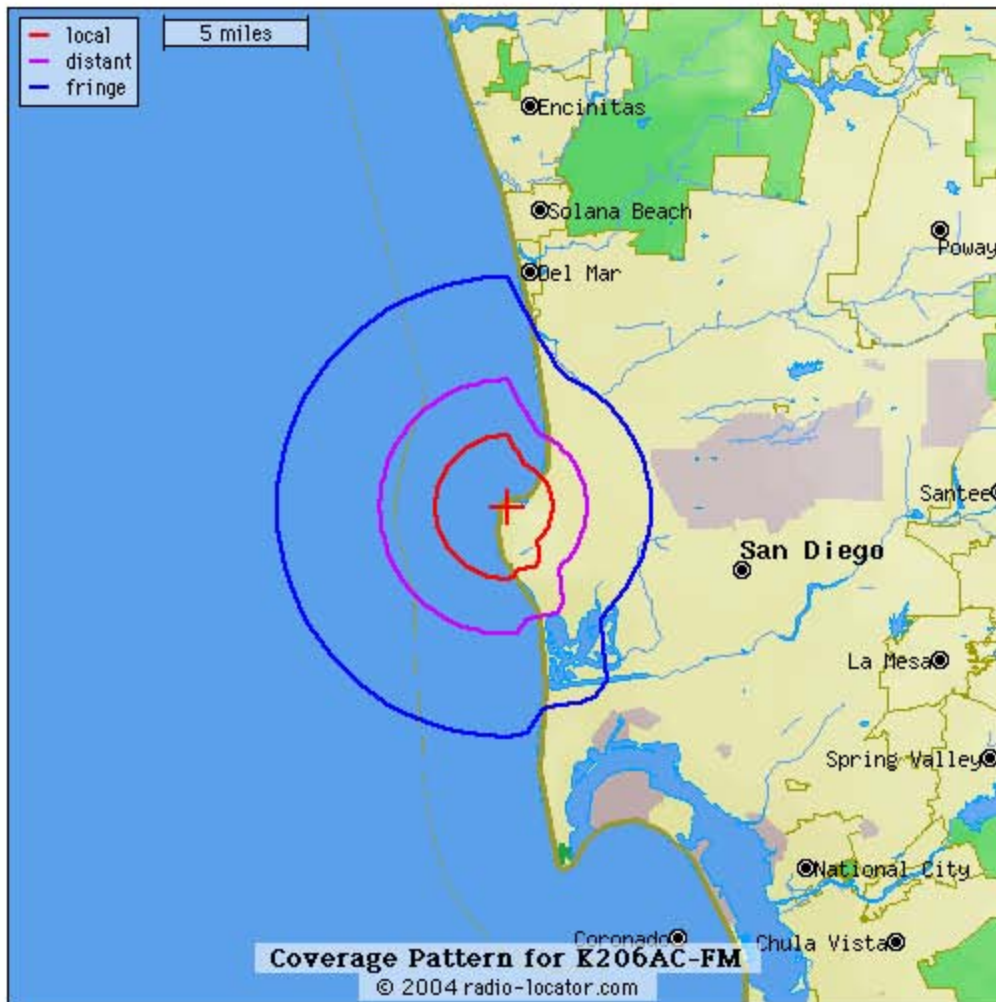 local
5 miles
distant
fringe
Encinitas
Solana Beach
Poway
Del Mar
Santee
San Diego
La Mesa
Spring Valley
National City
Coronado
Chula Vista
Coverage Pattern for K206AC-FM
© 2004 radio-locator.com